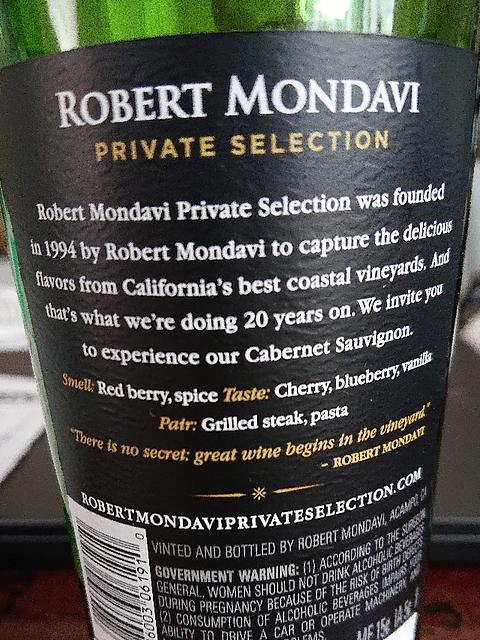 ROBERT MONDAVI
PRIVATE SELECTION
Robert Mondavi Private Selection was founded
in 1994 by Robert Mondavi to capture the delicious
flavors from California's best coastal vineyards. And
that's what we're doing 20 years on. We invite you
to experience our Cabernet Sauvignon.
Smell: Red berry, spice Taste: Cherry, blueberry, vanilla
Pair: Grilled steak, pasta
"There is no secret: great wine begins in the vineyard."
- ROBERT MONDAVI
ROBERTMONDAVIPRIVATESELECTION.COM
VINTED AND BOTTLED BY ROBERT MONDAVI, ACAMPO, CA
GOVERNMENT WARNING: (1) ACCORDING TO THE SURGEON
GENERAL, WOMEN SHOULD NOT DRINK ALCOHOLIC BEVERAGES
DURING PREGNANCY BECAUSE OF THE RISK OF BIRTH DEFECTS.
(2) CONSUMPTION OF ALCOHOLIC BEVERAGES IMPAIRS YOUR
ABILITY TO DRIVE A CAR OR OPERATE MACHINERY AND
ME 15¢ IA 5¢